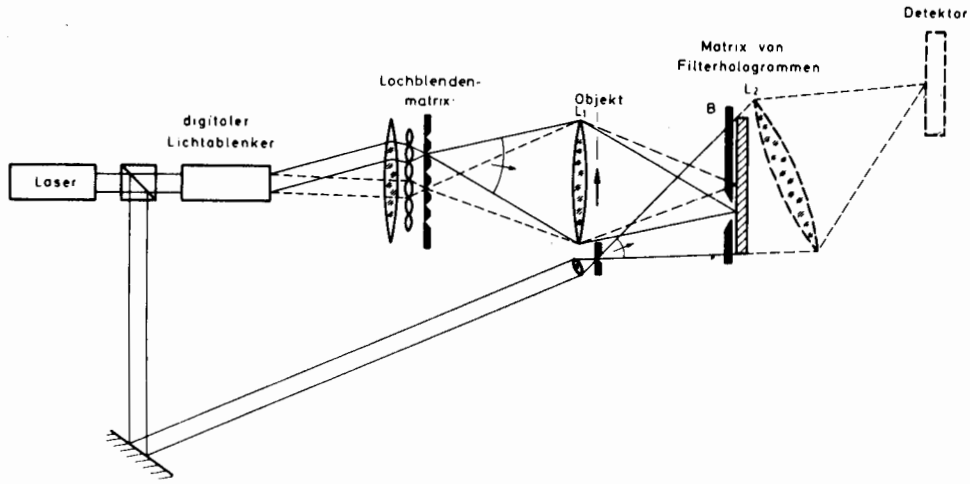 Detektor
Matrix von
Filterhologrammen
L2
B
Objekt
L1
Lochblenden-
matrix
digitaler
Lichtablenker
Laser